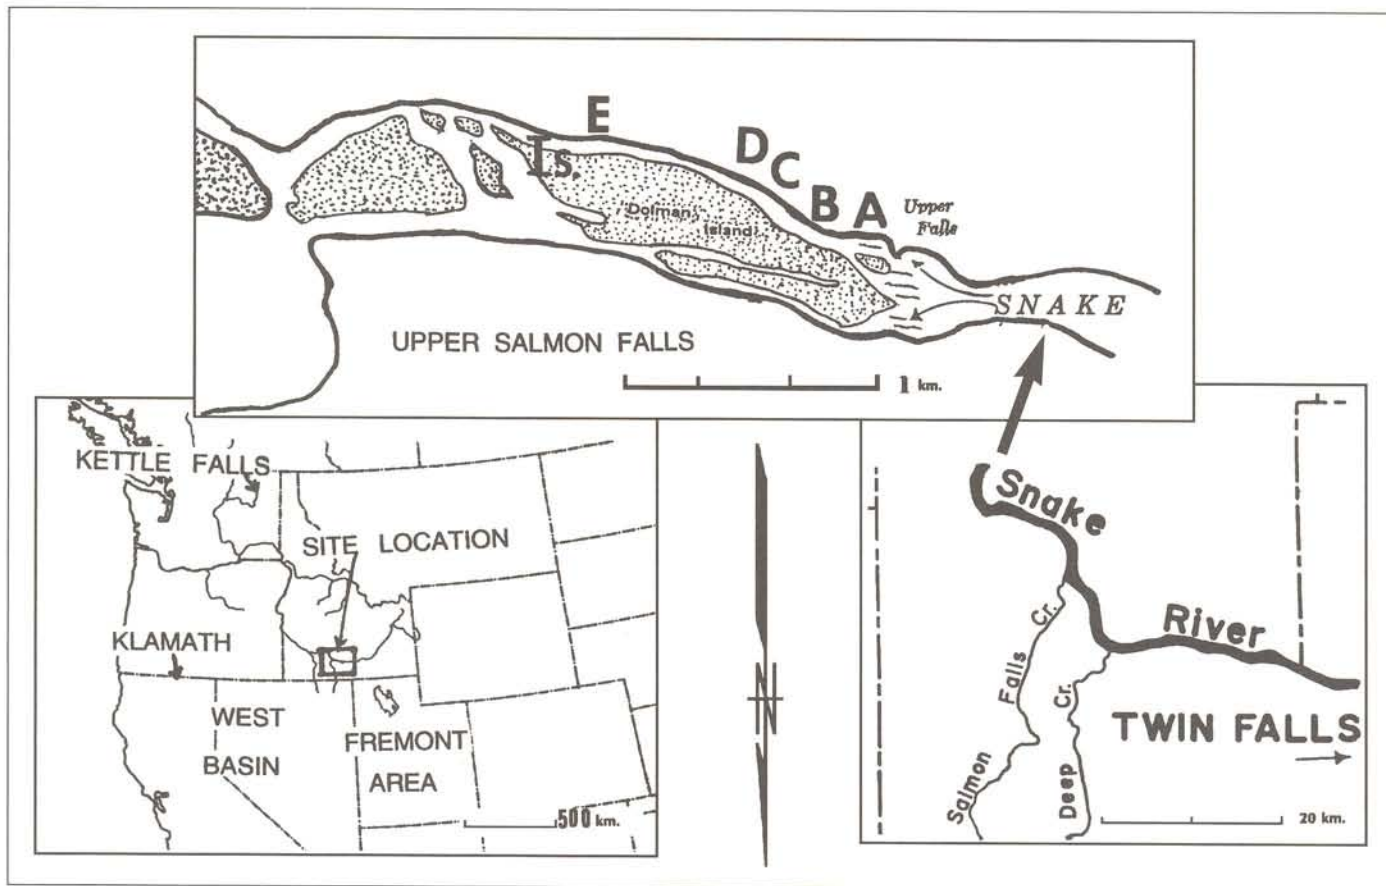 E
Is.
D
C
B
A
Upper
Falls
Dolman
Island
SNAKE
UPPER SALMON FALLS
1 km.
KETTLE FALLS
SITE LOCATION
KLAMATH
WEST
BASIN
FREMONT
AREA
500 km.
N
Snake
River
Salmon Falls Cr.
Deep Cr.
TWIN FALLS
20 km.